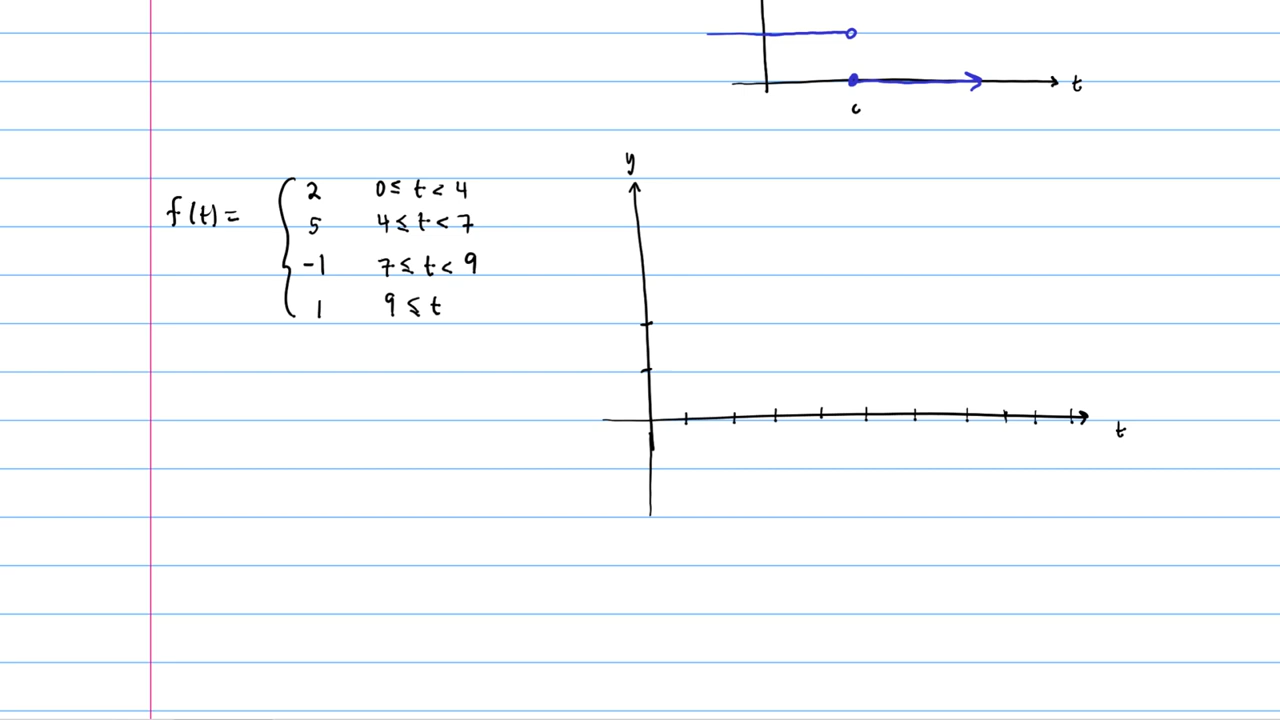 t
c
y
f(t) = { 2 0 ≤ t < 4
5 4 ≤ t < 7
-1 7 ≤ t < 9
1 9 ≤ t
t